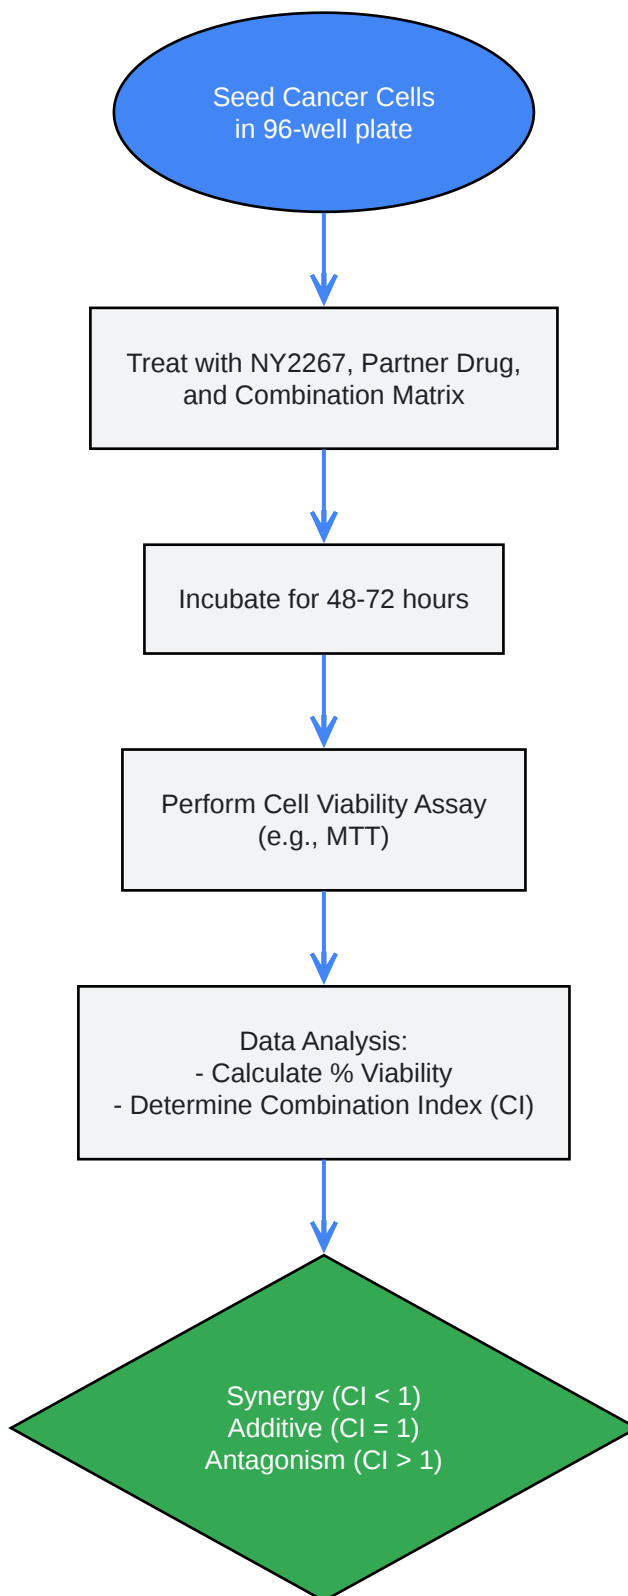 Seed Cancer Cells
in 96-well plate
Treat with NY2267, Partner Drug,
and Combination Matrix
Incubate for 48-72 hours
Perform Cell Viability Assay
(e.g., MTT)
Data Analysis:
- Calculate % Viability
- Determine Combination Index (CI)
Synergy (CI < 1)
Additive (CI = 1)
Antagonism (CI > 1)